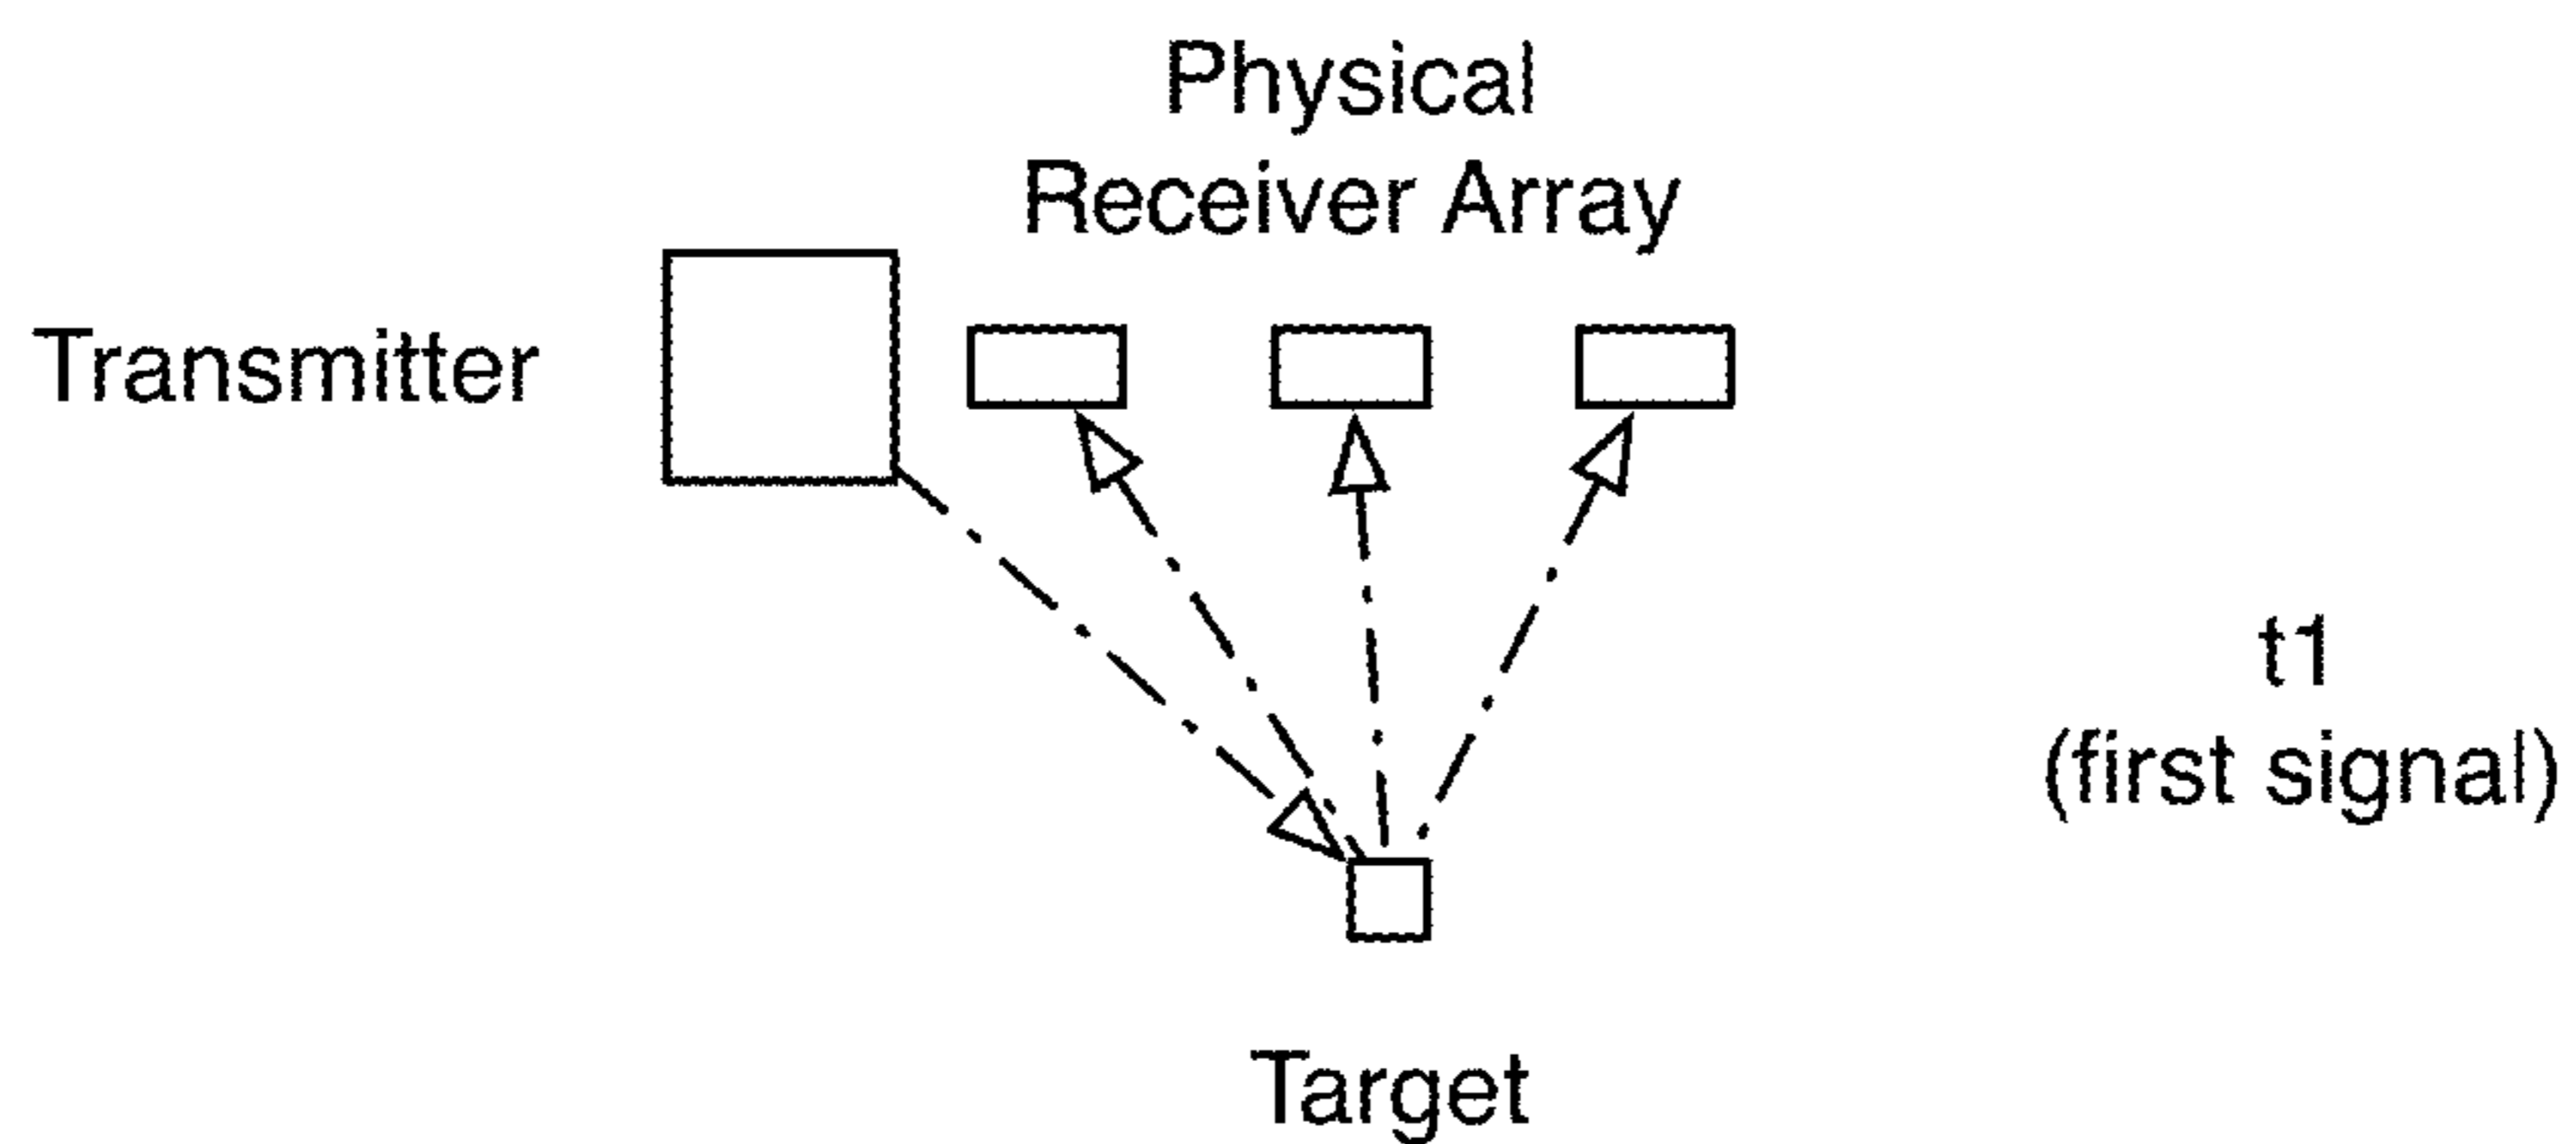 Physical
Receiver Array
Transmitter
t1
(first signal)
Target